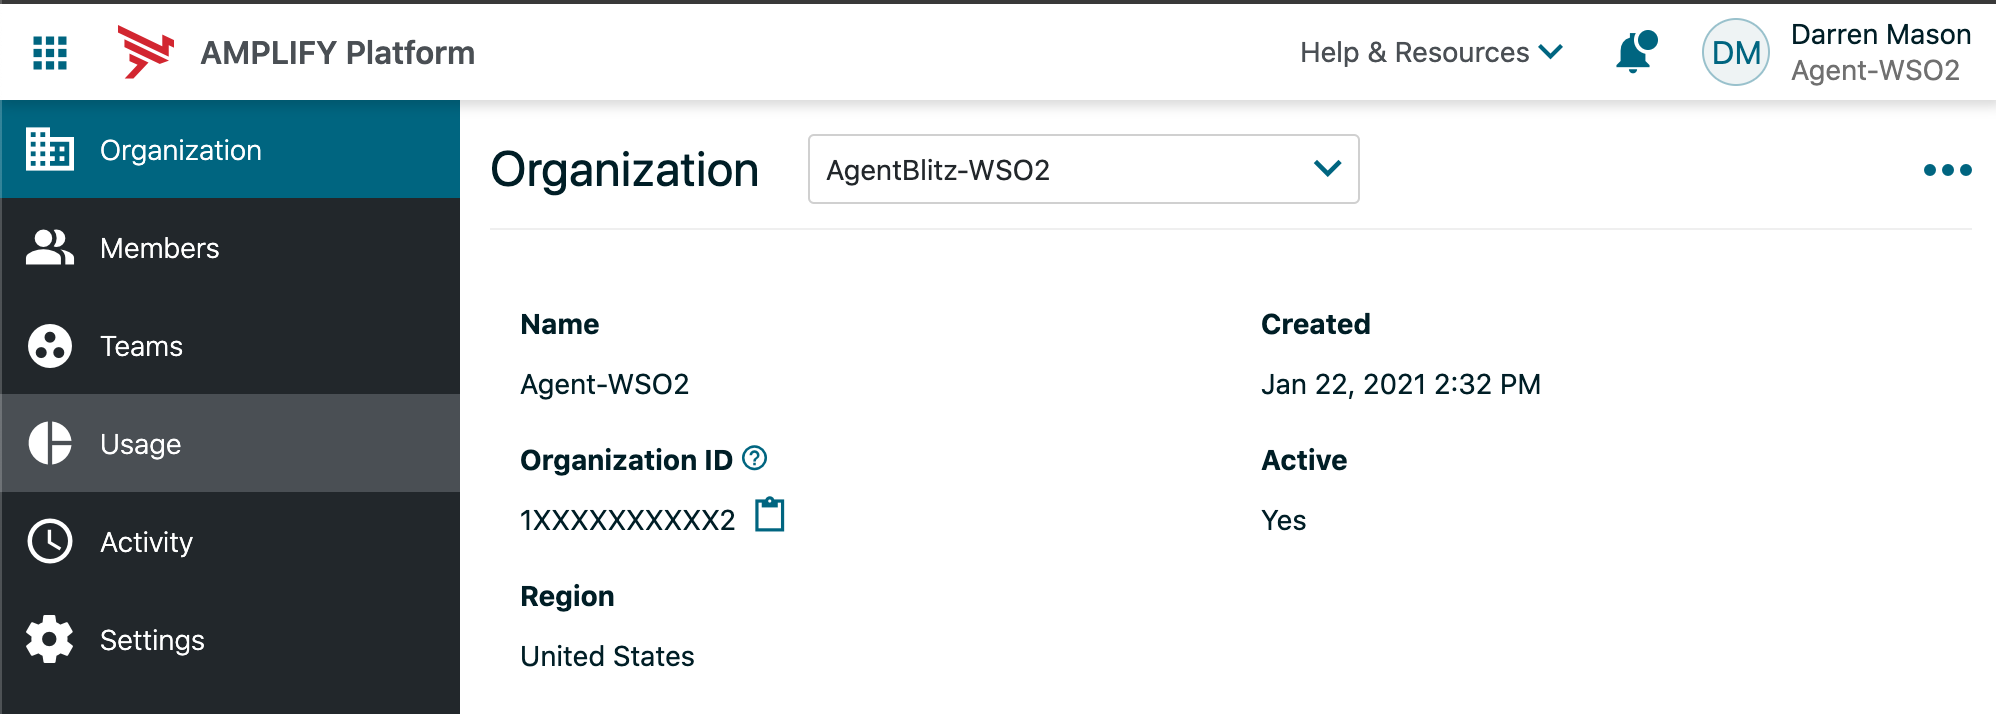 AMPLIFY Platform
Help & Resources
DM
Darren Mason
Agent-WSO2
Organization
Members
Teams
Usage
Activity
Settings
Organization
AgentBlitz-WSO2
Name
Agent-WSO2
Created
Jan 22, 2021 2:32 PM
Organization ID ?
1XXXXXXXXXX2
Active
Yes
Region
United States